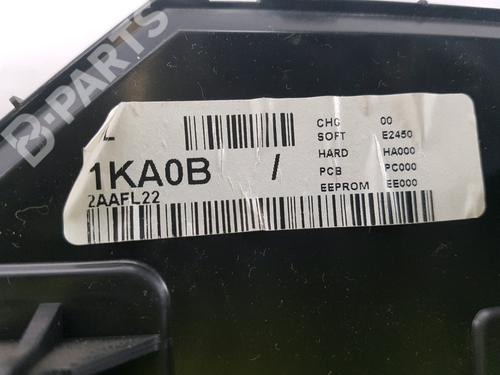 B-PARTS
L
1KA0B /
2AAFL22
CHG 00
SOFT E2450
HARD HA000
PCB PC000
EEPROM EE000